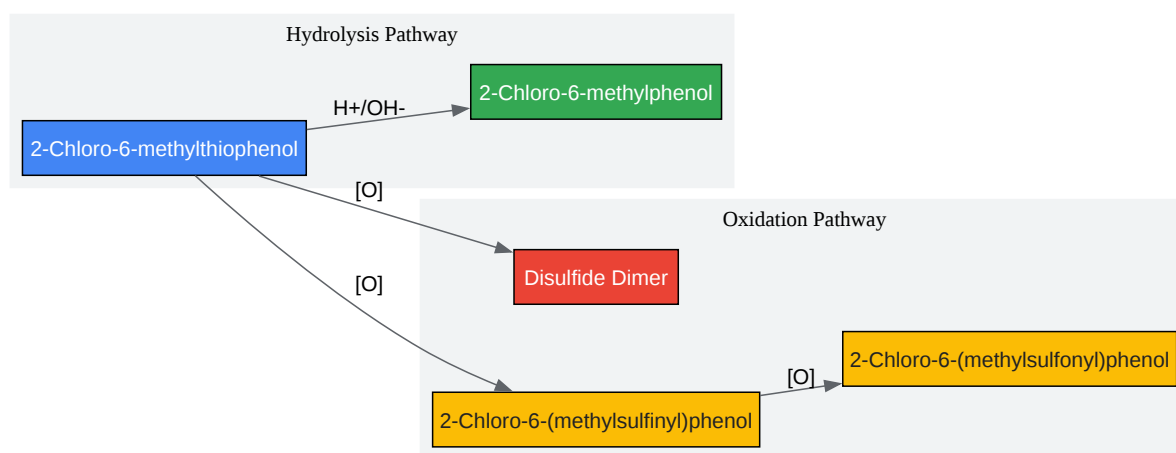 Hydrolysis Pathway
2-Chloro-6-methylphenol
H+/OH-
2-Chloro-6-methylthiophenol
[O]
Oxidation Pathway
Disulfide Dimer
[O]
2-Chloro-6-(methylsulfonyl)phenol
[O]
2-Chloro-6-(methylsulfinyl)phenol